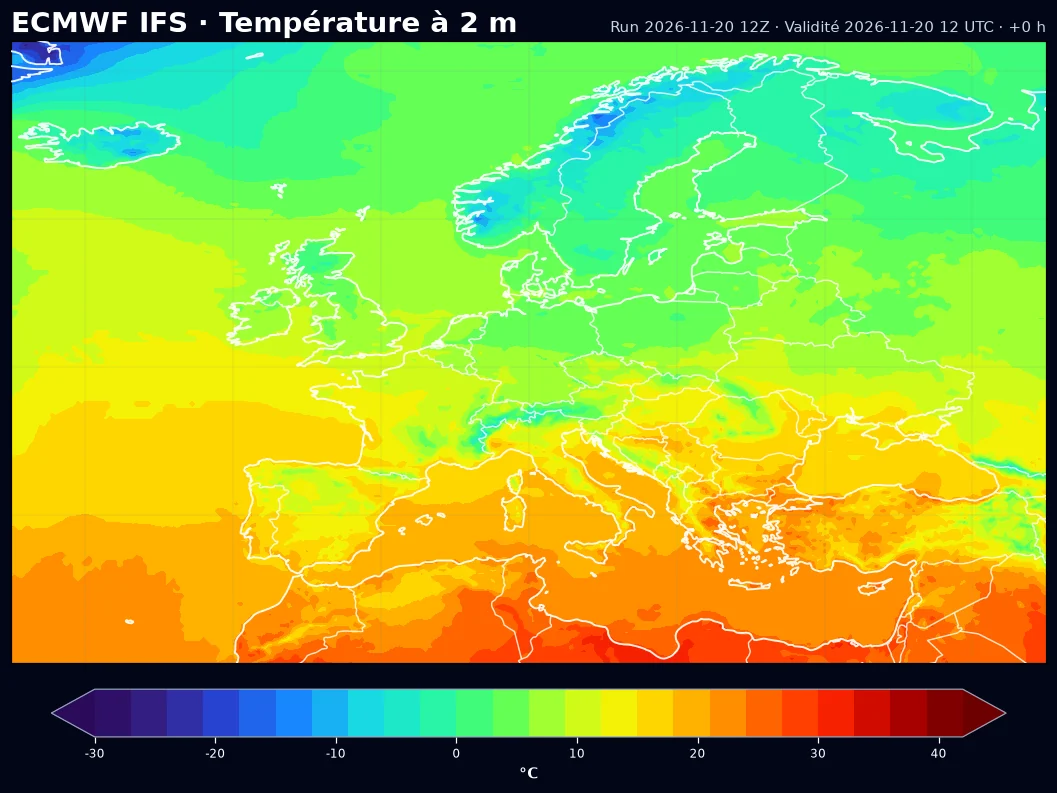 ECMWF IFS · Température à 2 m
Run 2026-11-20 12Z · Validité 2026-11-20 12 UTC · +0 h
-30 -20 -10 0 10 20 30 40
°C